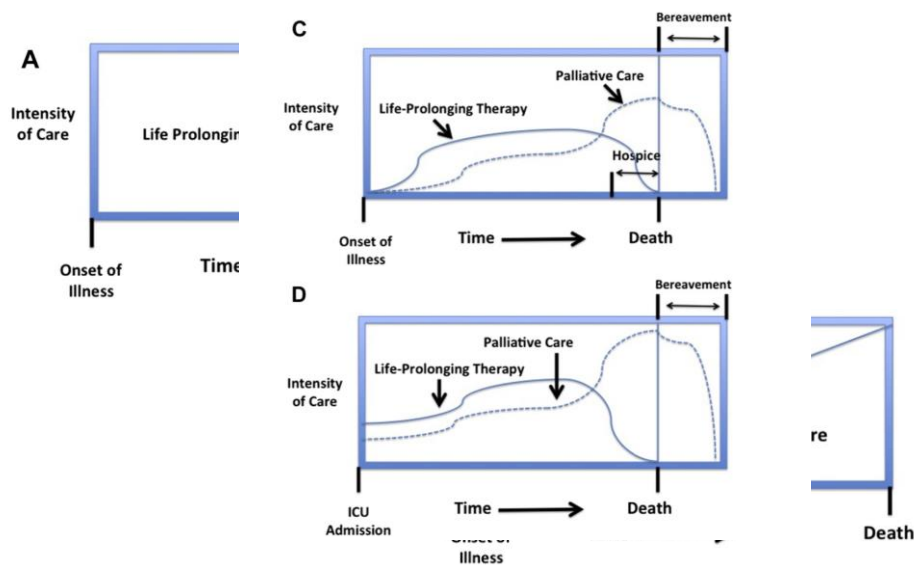 A
Intensity
of Care
Life
Onset of
Illness
C
Bereavement
Intensity
of Care
Life-Prolonging Therapy
Palliative Care
Hospice
Onset of
Illness
Time
Death
D
Bereavement
Intensity
of Care
Life-Prolonging Therapy
Palliative Care
ICU
Admission
Time
Death
Illness
re
Death